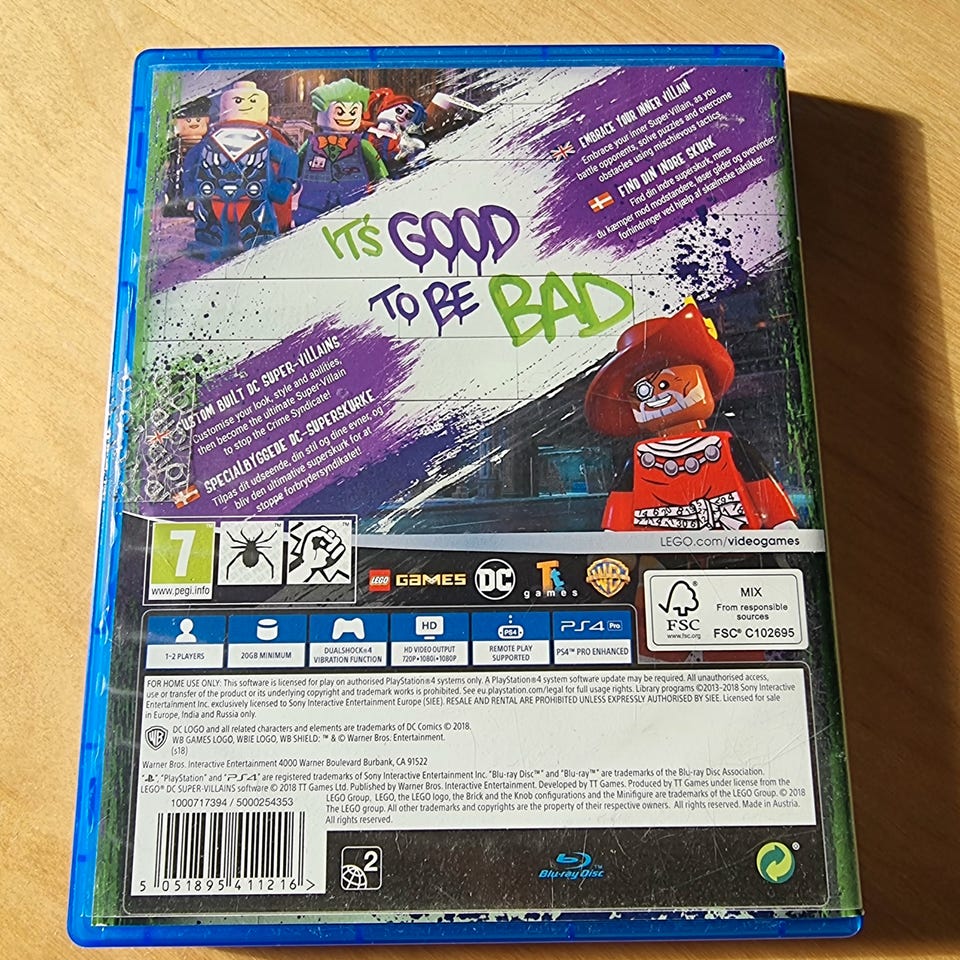 EMBRACE YOUR INNER VILLAIN
Embrace your inner Super-Villain, as you
battle opponents, solve puzzles and overcome
obstacles using mischievous tactics.
FIND DIN INDRE SKURK
Find din indre superskurk, mens
du kæmper mod modstandere, løser gåder og overvinder
forhindringer ved hjælp af skælmske taktikker.
IT'S GOOD
TO BE BAD
CUSTOM BUILT DC SUPER-VILLAINS
Customise your look, style and abilities,
then become the ultimate Super-Villain
to stop the Crime Syndicate!
SPECIALBYGGEDE DC-SUPERSKURKE
Tilpas dit udseende, din stil og dine evnes, og
bliv den ultimative superskurk for at
stoppe forbrydersyndikatet!
LEGO.com/videogames
7
www.pegi.info
LEGO GAMES DC Tt games WB
FSC
www.fsc.org
MIX
From responsible
sources
FSC® C102695
1-2 PLAYERS
20GB MINIMUM
DUALSHOCK®4
VIBRATION FUNCTION
HD
HD VIDEO OUTPUT
720P•1080i•1080P
PS4
REMOTE PLAY
SUPPORTED
PS4 Pro
PS4™ PRO ENHANCED
FOR HOME USE ONLY: This software is licensed for play on authorised PlayStation®4 systems only. A PlayStation®4 system software update may be required. All unauthorised access,
use or transfer of the product or its underlying copyright and trademark works is prohibited. See eu.playstation.com/legal for full usage rights. Library programs ©2013-2018 Sony Interactive
Entertainment Inc. exclusively licensed to Sony Interactive Entertainment Europe (SIEE). RESALE AND RENTAL ARE PROHIBITED UNLESS EXPRESSLY AUTHORISED BY SIEE. Licensed for sale
in Europe, India and Russia only.
DC LOGO and all related characters and elements are trademarks of DC Comics © 2018.
WB GAMES LOGO, WBIE LOGO, WB SHIELD: ™ & © Warner Bros. Entertainment.
(s18)
Warner Bros. Interactive Entertainment 4000 Warner Boulevard Burbank, CA 91522
"PlayStation" and "PS4" are registered trademarks of Sony Interactive Entertainment Inc. "Blu-ray Disc™" and "Blu-ray™" are trademarks of the Blu-ray Disc Association.
LEGO® DC SUPER-VILLAINS software © 2018 TT Games Ltd. Published by Warner Bros. Interactive Entertainment. Developed by TT Games. Produced by TT Games under license from the
LEGO Group. LEGO, the LEGO logo, the Brick and the Knob configurations and the Minifigure are trademarks of the LEGO Group. © 2018
The LEGO group. All other trademarks and copyrights are the property of their respective owners. All rights reserved. Made in Austria.
All rights reserved.
1000717394 / 5000254353
5 051895 411216 >
2
Blu-ray Disc™